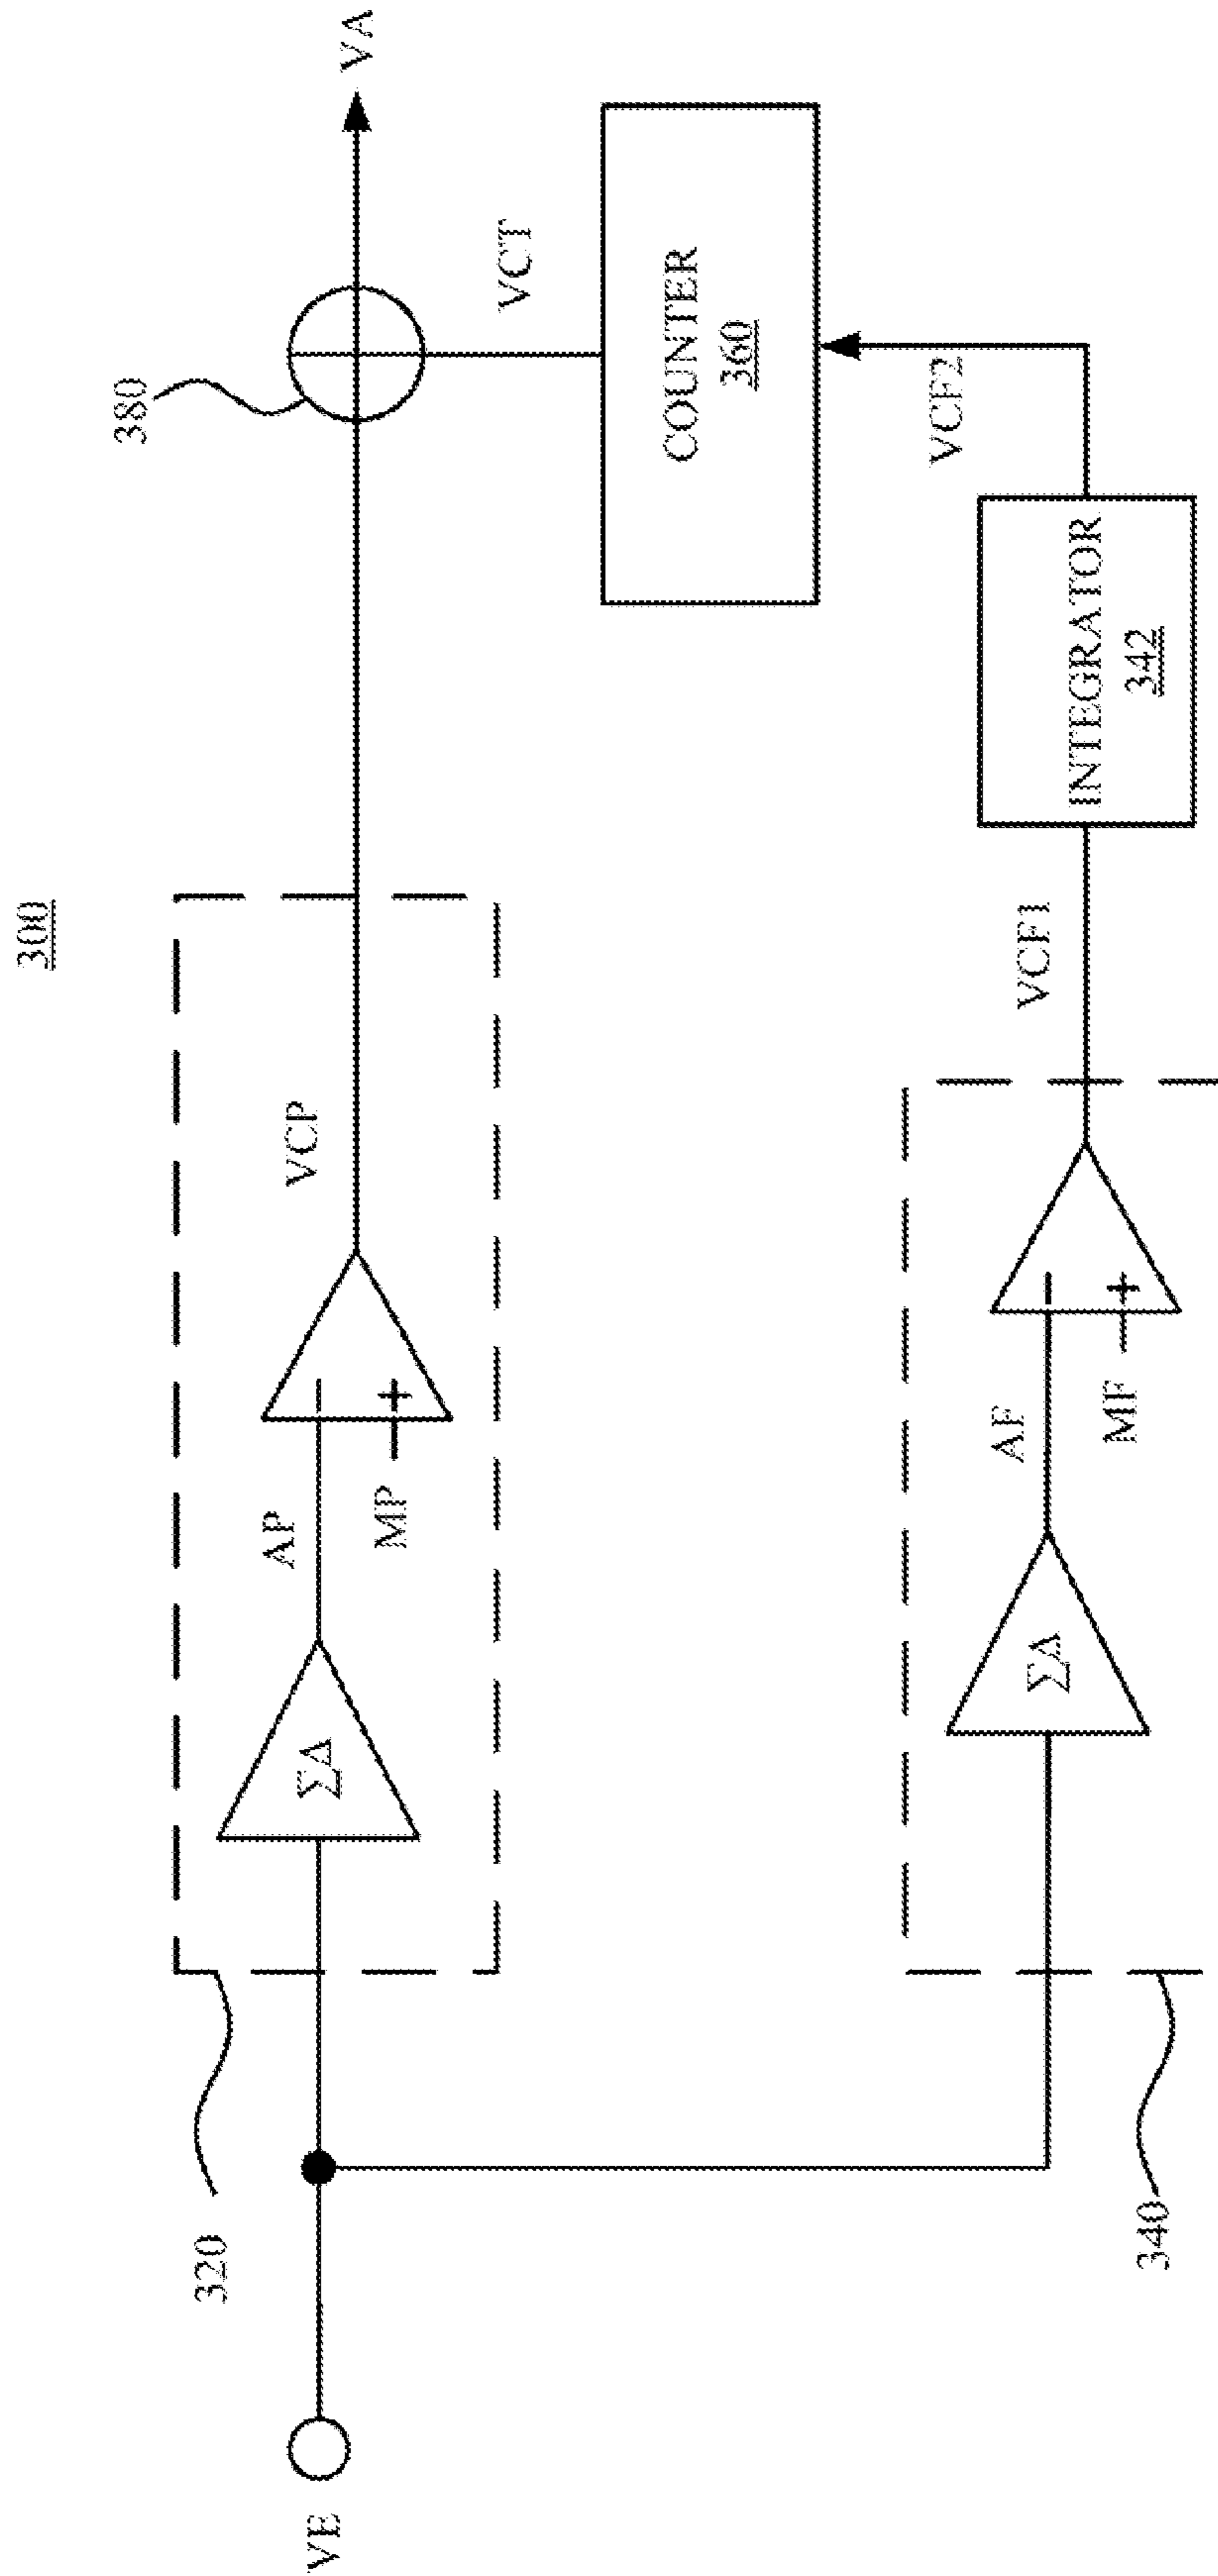 300
VE
320
ΣΔ
AP
MP
VCP
380
VA
VCT
COUNTER
360
340
ΣΔ
AF
MF
VCF1
INTEGRATOR
342
VCF2